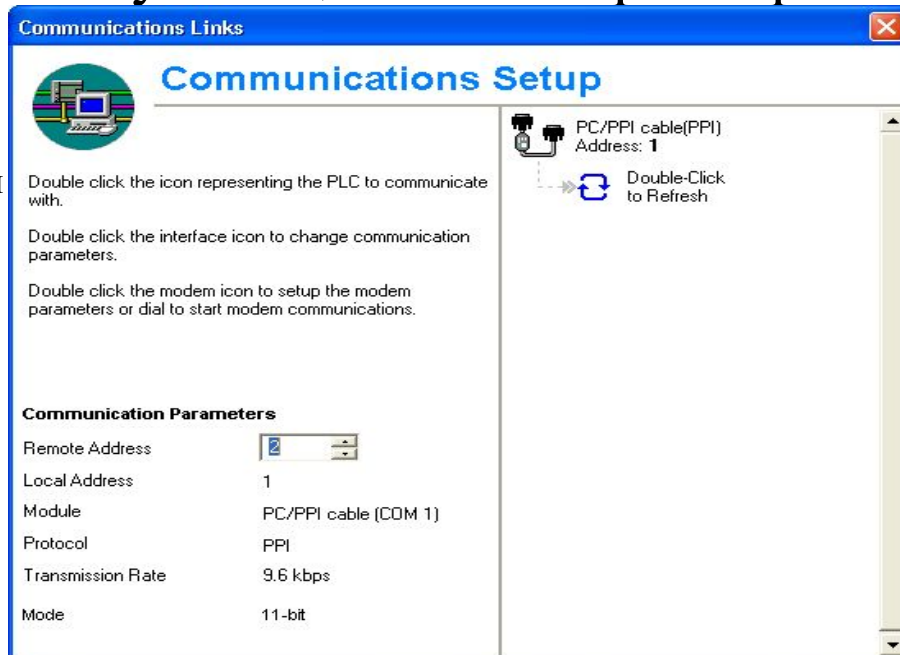 Communications Links
Communications Setup
Double click the icon representing the PLC to communicate
with.
Double click the interface icon to change communication
parameters.
Double click the modem icon to setup the modem
parameters or dial to start modem communications.
Communication Parameters
Remote Address 2
Local Address 1
Module PC/PPI cable (COM 1)
Protocol PPI
Transmission Rate 9.6 kbps
Mode 11-bit
PC/PPI cable(PPI)
Address: 1
Double-Click
to Refresh